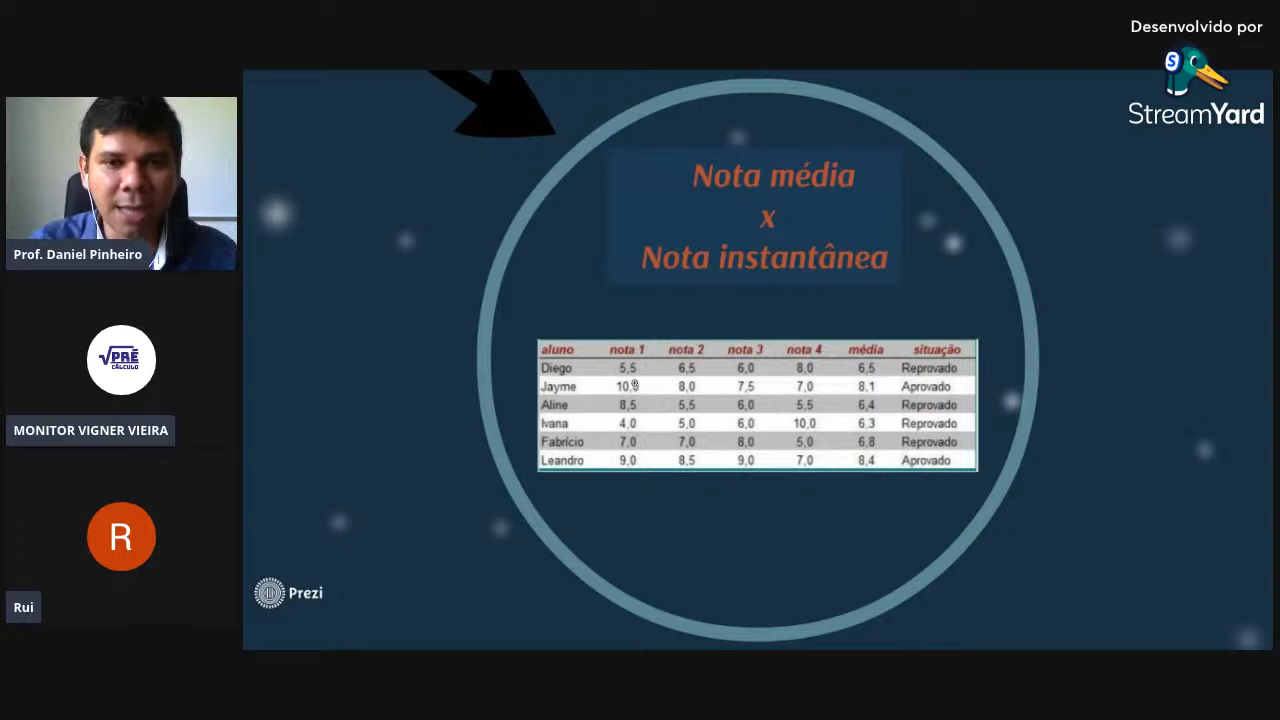 Desenvolvido por
StreamYard
Prof. Daniel Pinheiro
√PRÉ
CÁLCULO
MONITOR VIGNER VIEIRA
R
Rui
Nota média
x
Nota instantânea
aluno nota 1 nota 2 nota 3 nota 4 média situação
Diego 5,5 6,5 6,0 8,0 6,5 Reprovado
Jayme 10,0 8,0 7,5 7,0 8,1 Aprovado
Aline 8,5 5,5 6,0 5,5 6,4 Reprovado
Ivana 4,0 5,0 6,0 10,0 6,3 Reprovado
Fabrício 7,0 7,0 8,0 5,0 6,8 Reprovado
Leandro 9,0 8,5 9,0 7,0 8,4 Aprovado
Prezi